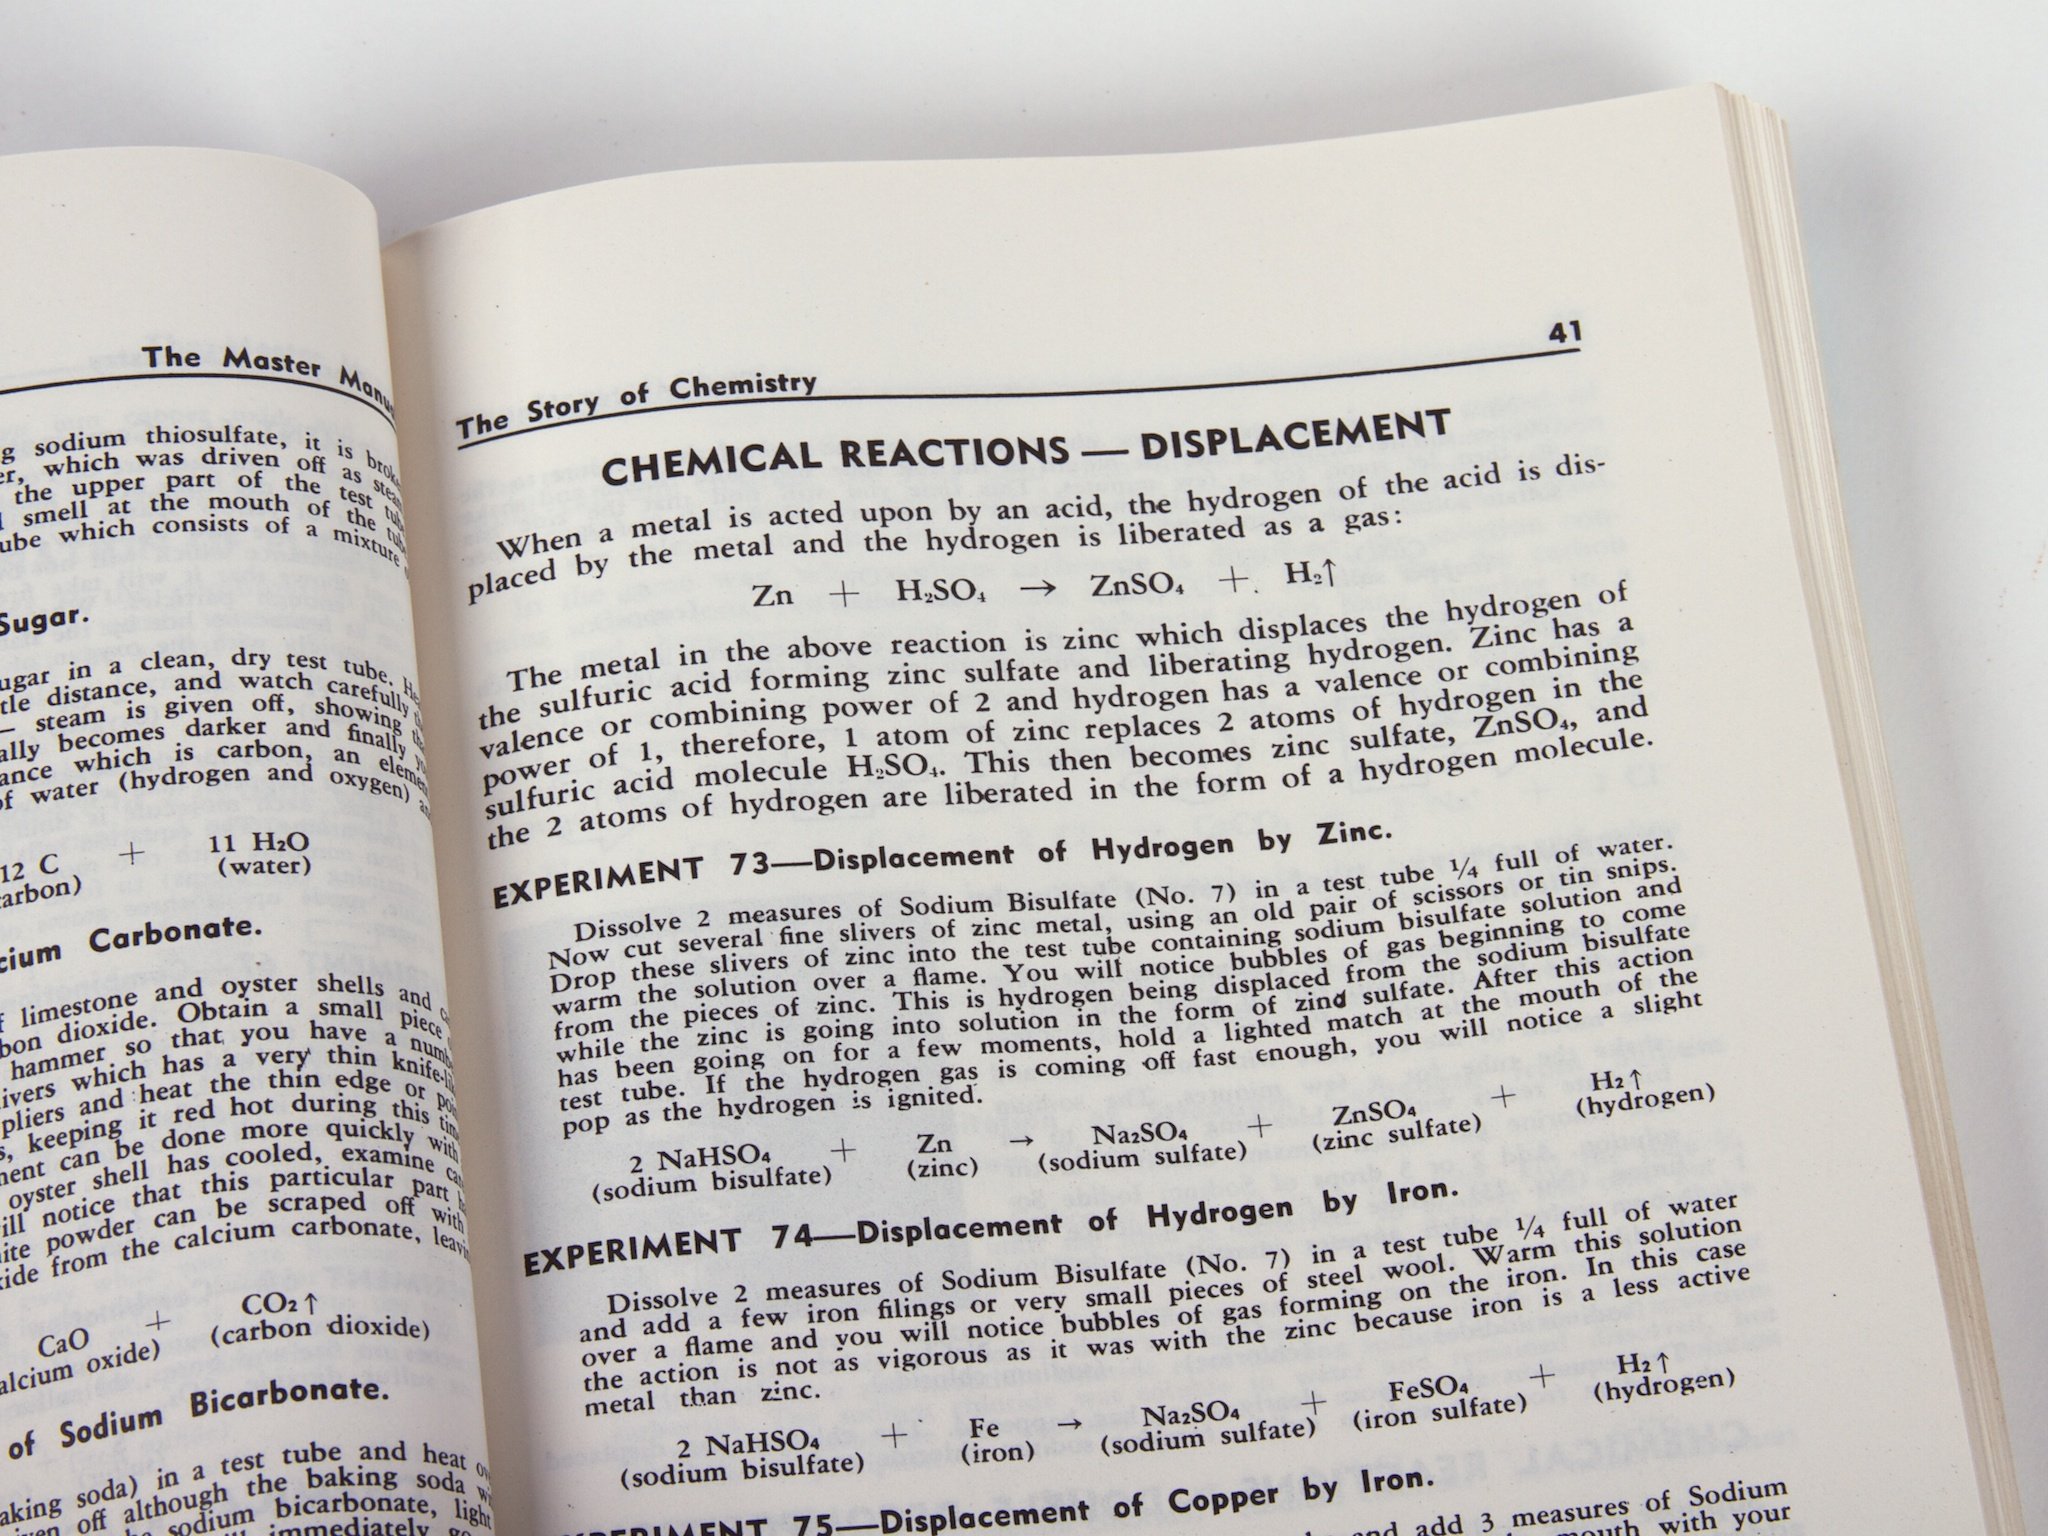 The Master Manu
g sodium thiosulfate, it is brok
er, which was driven off as stea
the upper part of the test tub
smell at the mouth of the tub
ube which consists of a mixture
Sugar.
ugar in a clean, dry test tube. He
tle distance, and watch carefully
— steam is given off, showing
ally becomes darker and finally
ance which is carbon, an elem
of water (hydrogen and oxygen)
12 C + 11 H₂O
carbon) (water)
cium Carbonate.
f limestone and oyster shells and
bon dioxide. Obtain a small piece
hammer so that you have a numb
ivers which has a very thin knife-li
pliers and heat the thin edge or poi
s, keeping it red hot during this tim
ment can be done more quickly with
oyster shell has cooled, examine
ill notice that this particular part
ite powder can be scraped off with
xide from the calcium carbonate, leavi
CaO + CO₂↑
alcium oxide) (carbon dioxide)
of Sodium Bicarbonate.
aking soda) in a test tube and heat
ven off although the baking soda
sodium bicarbonate, light
immediately
The Story of Chemistry 41
CHEMICAL REACTIONS — DISPLACEMENT
When a metal is acted upon by an acid, the hydrogen of the acid is dis-
placed by the metal and the hydrogen is liberated as a gas:
Zn + H₂SO₄ → ZnSO₄ + H₂↑
The metal in the above reaction is zinc which displaces the hydrogen of
the sulfuric acid forming zinc sulfate and liberating hydrogen. Zinc has a
valence or combining power of 2 and hydrogen has a valence or combining
power of 1, therefore, 1 atom of zinc replaces 2 atoms of hydrogen in the
sulfuric acid molecule H₂SO₄. This then becomes zinc sulfate, ZnSO₄, and
the 2 atoms of hydrogen are liberated in the form of a hydrogen molecule.
EXPERIMENT 73—Displacement of Hydrogen by Zinc.
Dissolve 2 measures of Sodium Bisulfate (No. 7) in a test tube ¼ full of water.
Now cut several fine slivers of zinc metal, using an old pair of scissors or tin snips.
Drop these slivers of zinc into the test tube containing sodium bisulfate solution and
warm the solution over a flame. You will notice bubbles of gas beginning to come
from the pieces of zinc. This is hydrogen being displaced from the sodium bisulfate
while the zinc is going into solution in the form of zinc sulfate. After this action
has been going on for a few moments, hold a lighted match at the mouth of the
test tube. If the hydrogen gas is coming off fast enough, you will notice a slight
pop as the hydrogen is ignited.
2 NaHSO₄ + Zn → Na₂SO₄ + ZnSO₄ + H₂↑
(sodium bisulfate) (zinc) (sodium sulfate) (zinc sulfate) (hydrogen)
EXPERIMENT 74—Displacement of Hydrogen by Iron.
Dissolve 2 measures of Sodium Bisulfate (No. 7) in a test tube ¼ full of water
and add a few iron filings or very small pieces of steel wool. Warm this solution
over a flame and you will notice bubbles of gas forming on the iron. In this case
the action is not as vigorous as it was with the zinc because iron is a less active
metal than zinc.
2 NaHSO₄ + Fe → Na₂SO₄ + FeSO₄ + H₂↑
(sodium bisulfate) (iron) (sodium sulfate) (iron sulfate) (hydrogen)
EXPERIMENT 75—Displacement of Copper by Iron.
and add 3 measures of Sodium
mouth with your